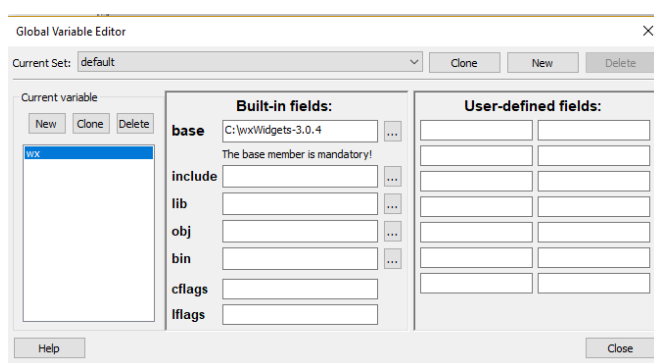 Global Variable Editor
Current Set: default Clone New Delete
Current variable
New Clone Delete
wx
Built-in fields:
base C:\wxWidgets-3.0.4 ...
The base member is mandatory!
include ...
lib ...
obj ...
bin ...
cflags
lflags
User-defined fields:
Help Close